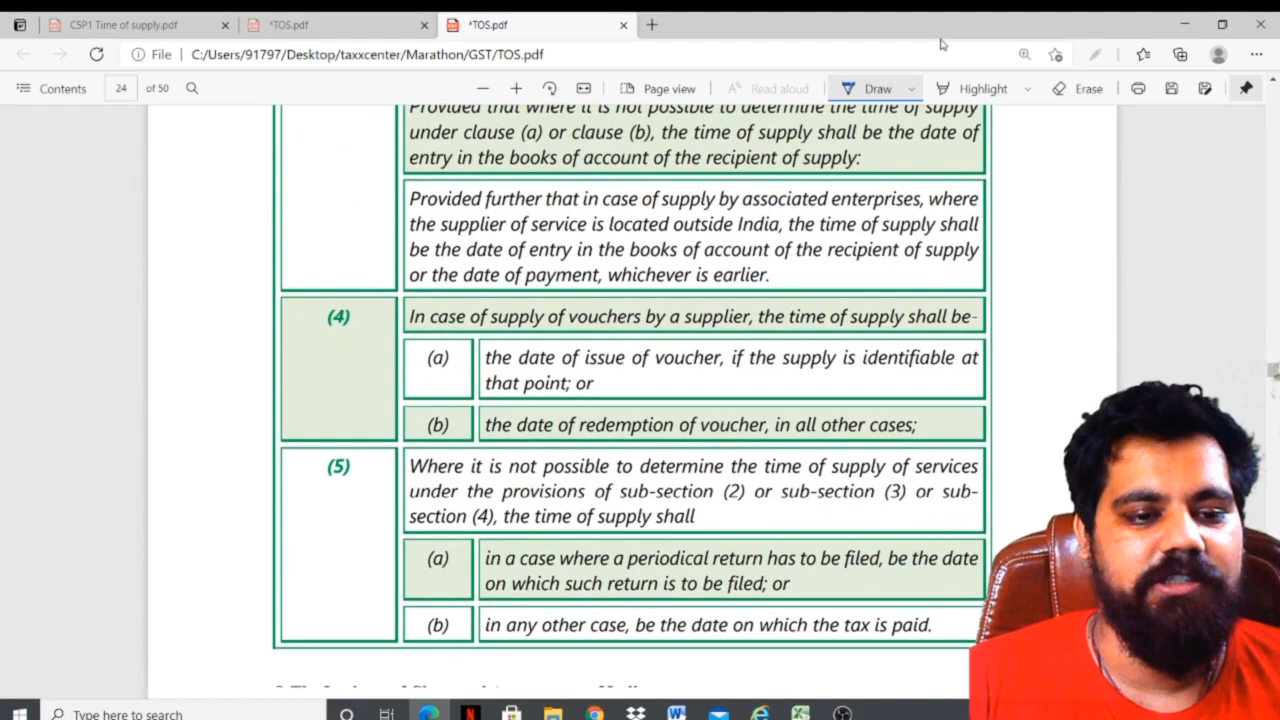 CSP1 Time of supply.pdf
*TOS.pdf
*TOS.pdf
File
C:/Users/91797/Desktop/taxxcenter/Marathon/GST/TOS.pdf
Contents
24
of 50
Page view
Read aloud
Draw
Highlight
Erase
Provided that where it is not possible to determine the time of supply
under clause (a) or clause (b), the time of supply shall be the date of
entry in the books of account of the recipient of supply:
Provided further that in case of supply by associated enterprises, where
the supplier of service is located outside India, the time of supply shall
be the date of entry in the books of account of the recipient of supply
or the date of payment, whichever is earlier.
(4)
In case of supply of vouchers by a supplier, the time of supply shall be-
(a)
the date of issue of voucher, if the supply is identifiable at
that point; or
(b)
the date of redemption of voucher, in all other cases;
(5)
Where it is not possible to determine the time of supply of services
under the provisions of sub-section (2) or sub-section (3) or sub-
section (4), the time of supply shall
(a)
in a case where a periodical return has to be filed, be the date
on which such return is to be filed; or
(b)
in any other case, be the date on which the tax is paid.
Type here to search